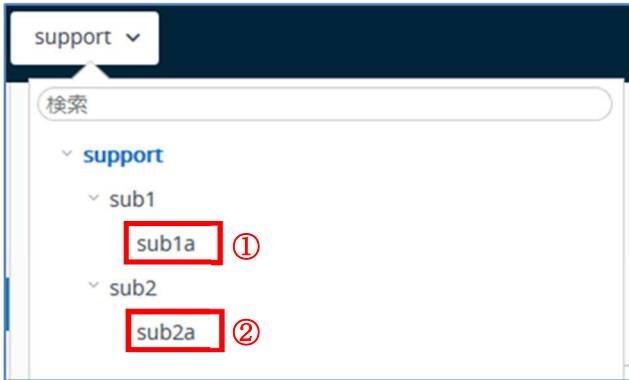 support
検索
support
sub1
sub1a ①
sub2
sub2a ②